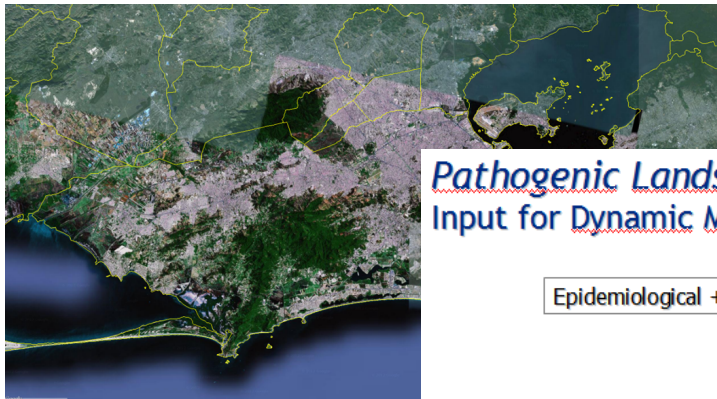 Pathogenic Lands
Input for Dynamic M
Epidemiological +